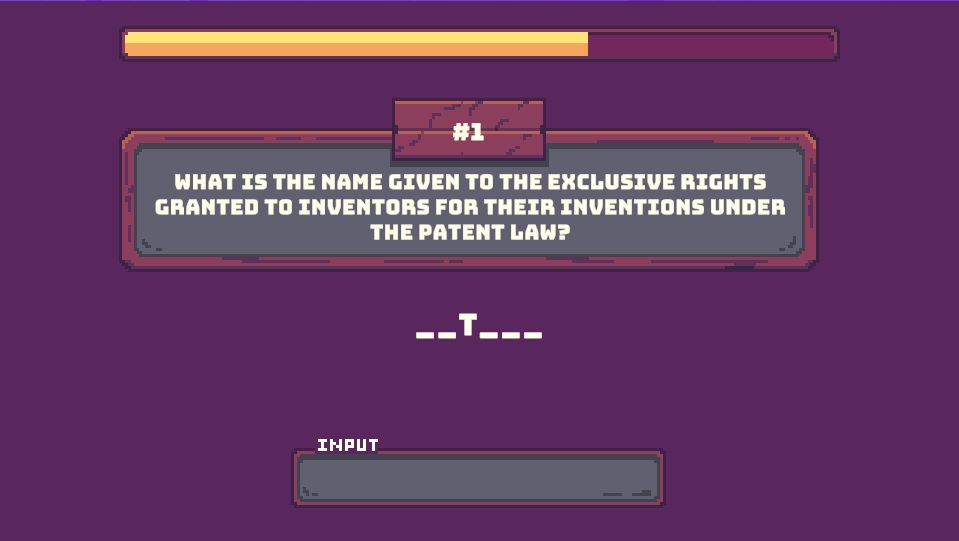 #1
WHAT IS THE NAME GIVEN TO THE EXCLUSIVE RIGHTS
GRANTED TO INVENTORS FOR THEIR INVENTIONS UNDER
THE PATENT LAW?
__T___
INPUT